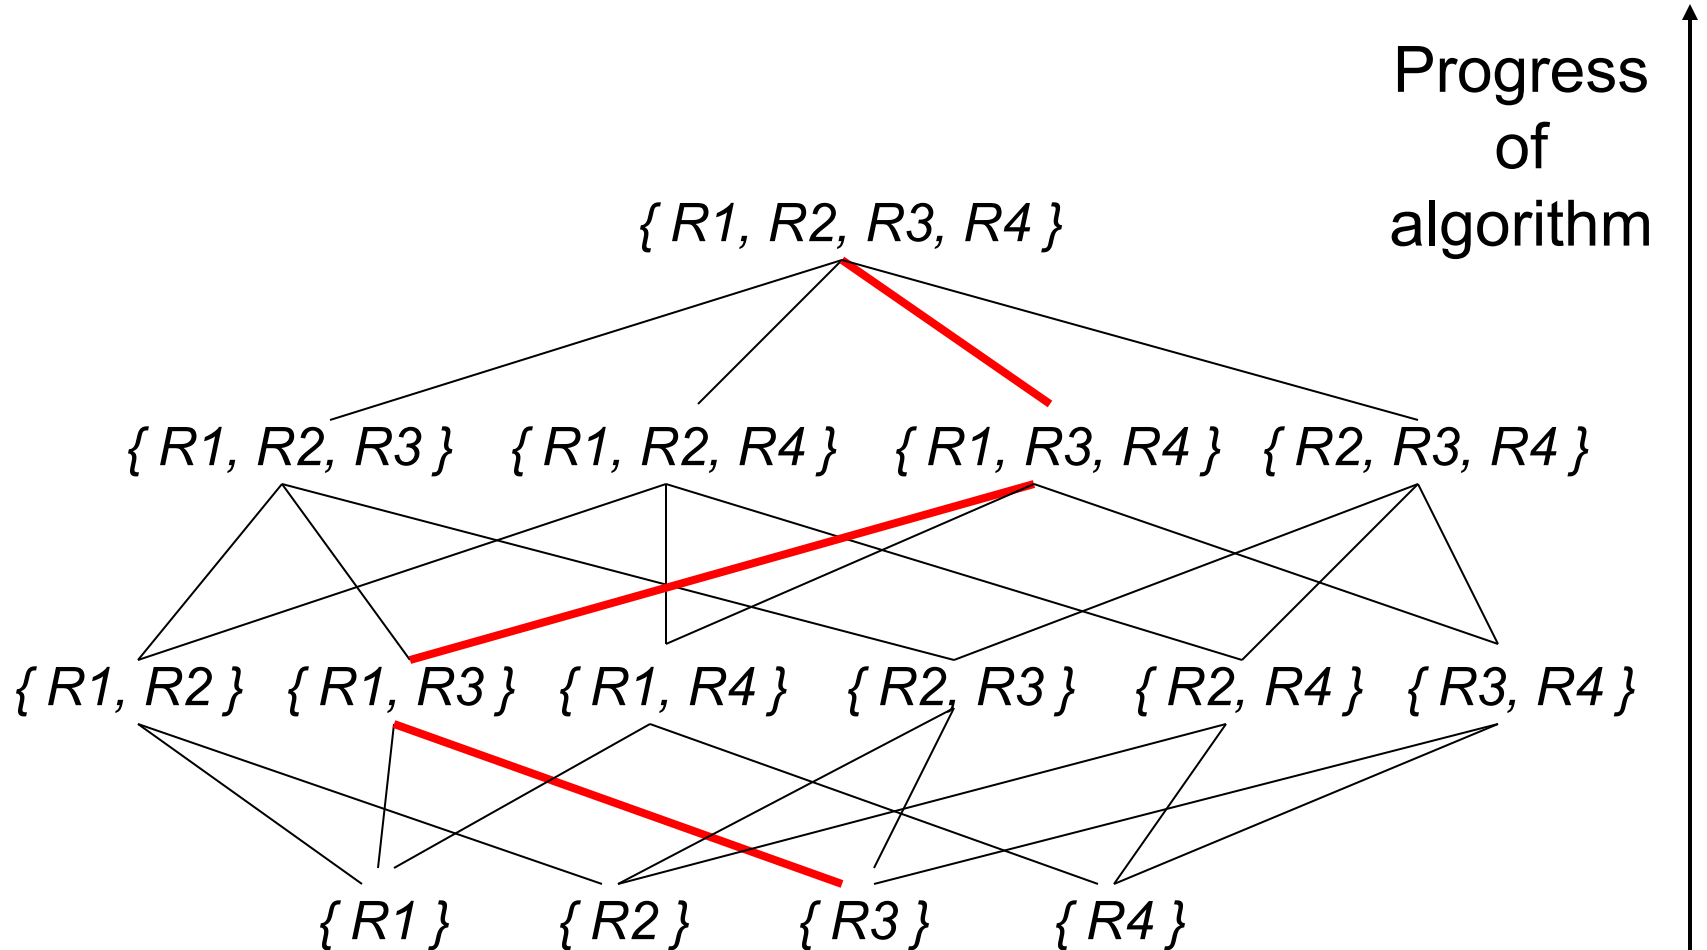 Progress
of
algorithm
{ R1, R2, R3, R4 }
{ R1, R2, R3 } { R1, R2, R4 } { R1, R3, R4 } { R2, R3, R4 }
{ R1, R2 } { R1, R3 } { R1, R4 } { R2, R3 } { R2, R4 } { R3, R4 }
{ R1 } { R2 } { R3 } { R4 }